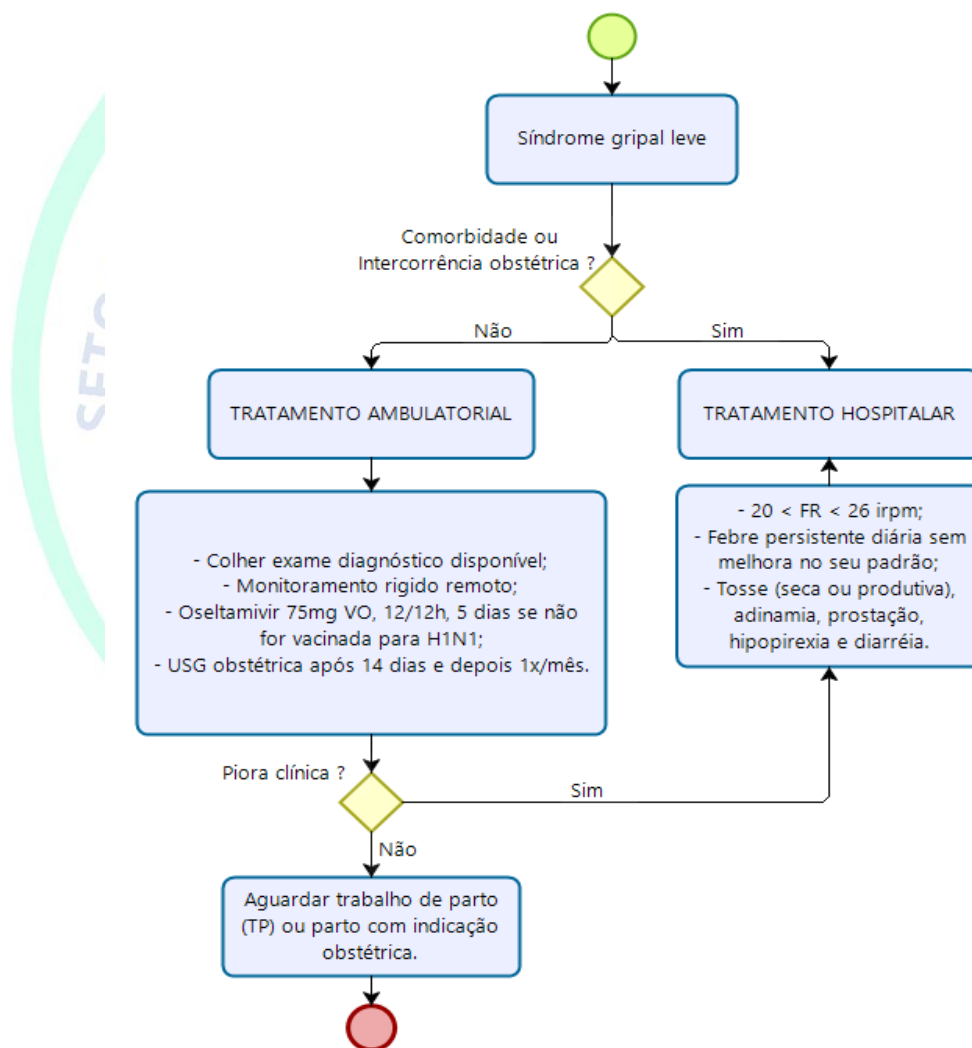 Síndrome gripal leve
Comorbidade ou
Intercorrência obstétrica ?
Não
Sim
TRATAMENTO AMBULATORIAL
TRATAMENTO HOSPITALAR
- Colher exame diagnóstico disponível;
- Monitoramento rigido remoto;
- Oseltamivir 75mg VO, 12/12h, 5 dias se não
for vacinada para H1N1;
- USG obstétrica após 14 dias e depois 1x/mês.
- 20 < FR < 26 irpm;
- Febre persistente diária sem
melhora no seu padrão;
- Tosse (seca ou produtiva),
adinamia, prostação,
hipopirexia e diarréia.
Piora clínica ?
Sim
Não
Aguardar trabalho de parto
(TP) ou parto com indicação
obstétrica.